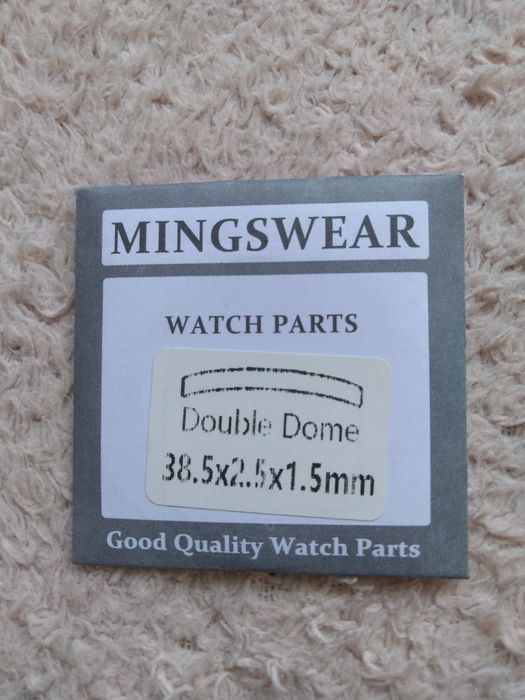 MINGSWEAR
WATCH PARTS
Double Dome
38.5x2.5x1.5mm
Good Quality Watch Parts